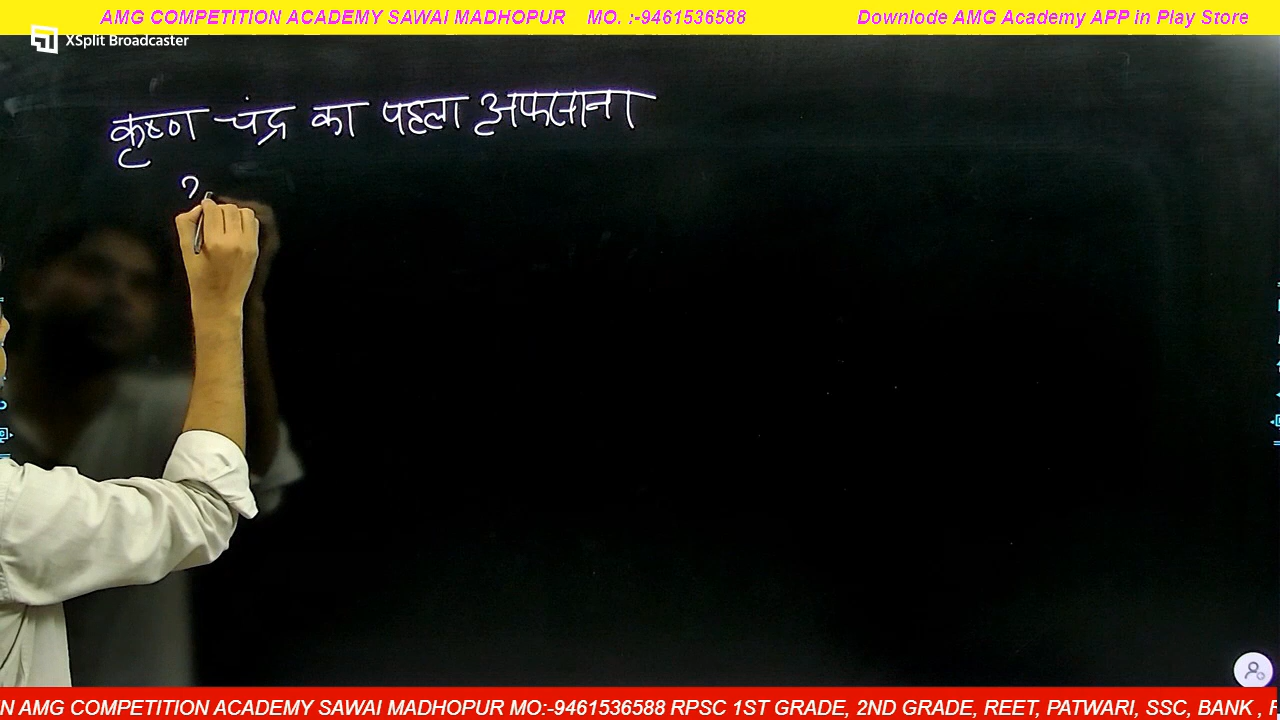 AMG COMPETITION ACADEMY SAWAI MADHOPUR MO. :-9461536588 Downlode AMG Academy APP in Play Store
XSplit Broadcaster
कृष्ण चंद्र का पहला अफसाना
N AMG COMPETITION ACADEMY SAWAI MADHOPUR MO:-9461536588 RPSC 1ST GRADE, 2ND GRADE, REET, PATWARI, SSC, BANK ,